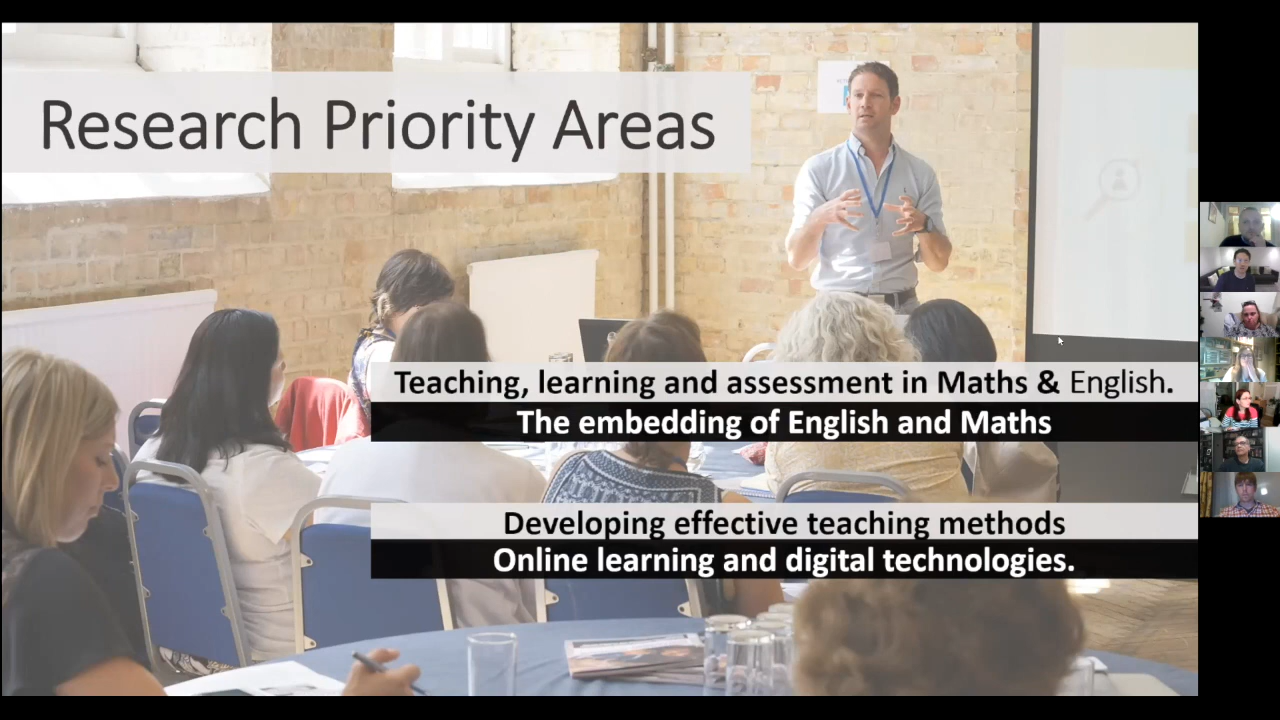 Research Priority Areas
Teaching, learning and assessment in Maths & English.
The embedding of English and Maths
Developing effective teaching methods
Online learning and digital technologies.